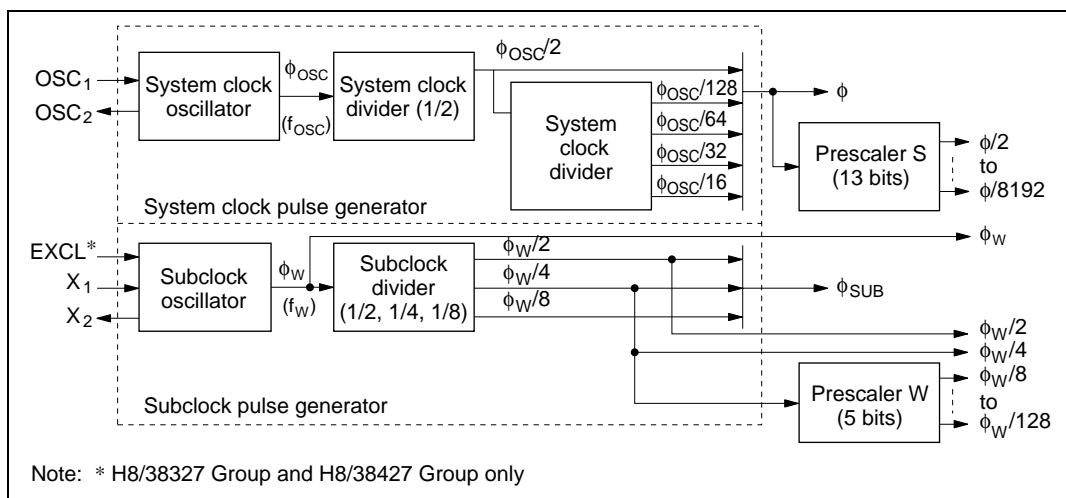 OSC1
OSC2
System clock
oscillator
ϕOSC
(fOSC)
System clock
divider (1/2)
ϕOSC/2
System
clock
divider
ϕOSC/128
ϕOSC/64
ϕOSC/32
ϕOSC/16
ϕ
Prescaler S
(13 bits)
ϕ/2
to
ϕ/8192
System clock pulse generator
EXCL*
X1
X2
Subclock
oscillator
ϕW
(fW)
Subclock
divider
(1/2, 1/4, 1/8)
ϕW/2
ϕW/4
ϕW/8
ϕW
ϕSUB
ϕW/2
ϕW/4
Prescaler W
(5 bits)
ϕW/8
to
ϕW/128
Subclock pulse generator
Note: * H8/38327 Group and H8/38427 Group only